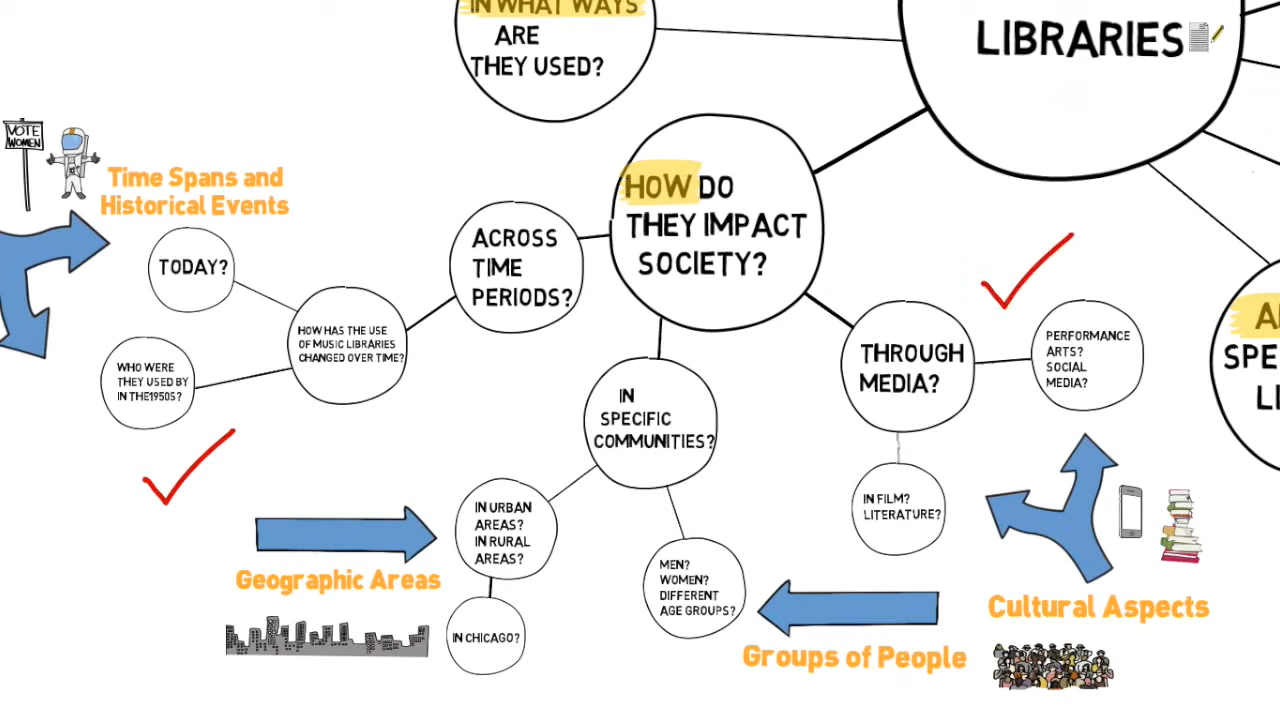 IN WHAT WAYS
ARE
THEY USED?
LIBRARIES
VOTE
WOMEN
Time Spans and
Historical Events
HOW DO
THEY IMPACT
SOCIETY?
ACROSS
TIME
PERIODS?
TODAY?
HOW HAS THE USE
OF MUSIC LIBRARIES
CHANGED OVER TIME?
WHO WERE
THEY USED BY
IN THE1950S?
THROUGH
MEDIA?
PERFORMANCE
ARTS?
SOCIAL
MEDIA?
IN
SPECIFIC
COMMUNITIES?
IN FILM?
LITERATURE?
IN URBAN
AREAS?
IN RURAL
AREAS?
Geographic Areas
IN CHICAGO?
MEN?
WOMEN?
DIFFERENT
AGE GROUPS?
Groups of People
Cultural Aspects
SPE
LI